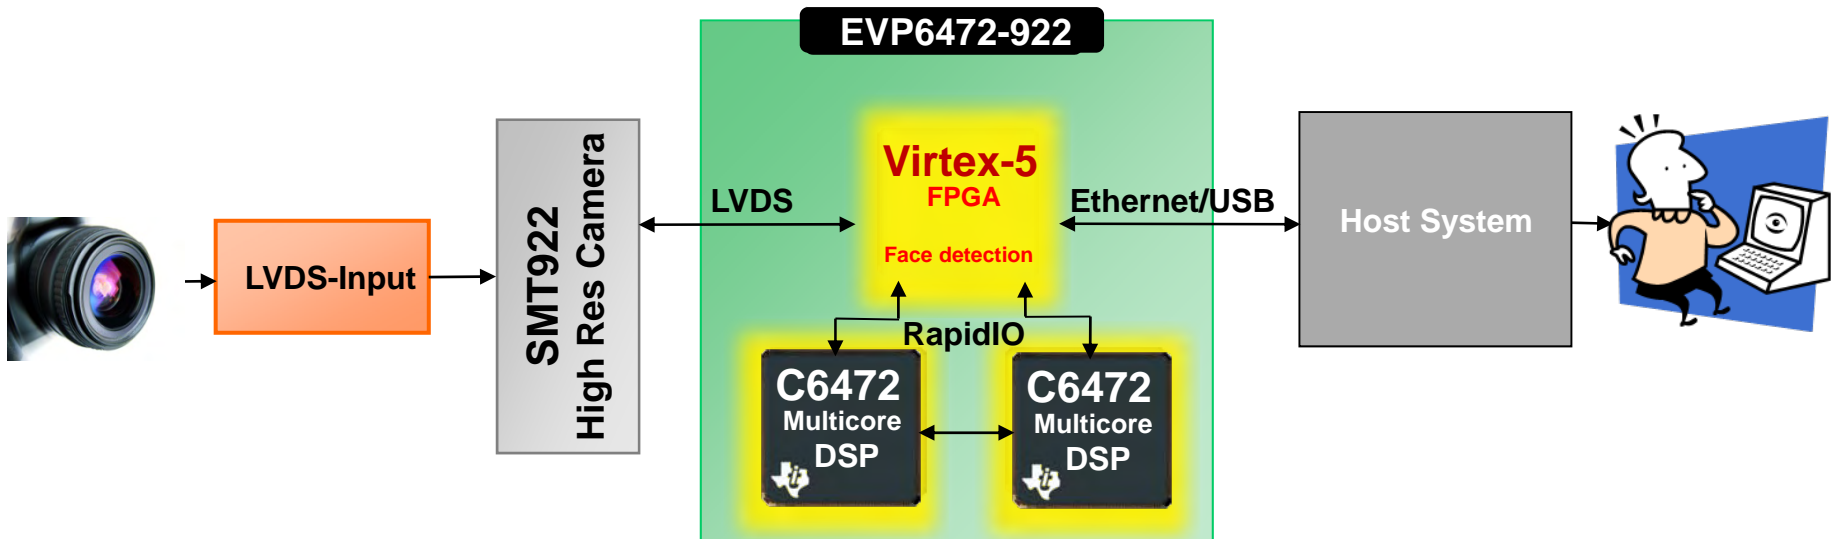 EVP6472-922
LVDS-Input
SMT922
High Res Camera
LVDS
Virtex-5
FPGA
Face detection
Ethernet/USB
Host System
RapidIO
C6472
Multicore
DSP
C6472
Multicore
DSP